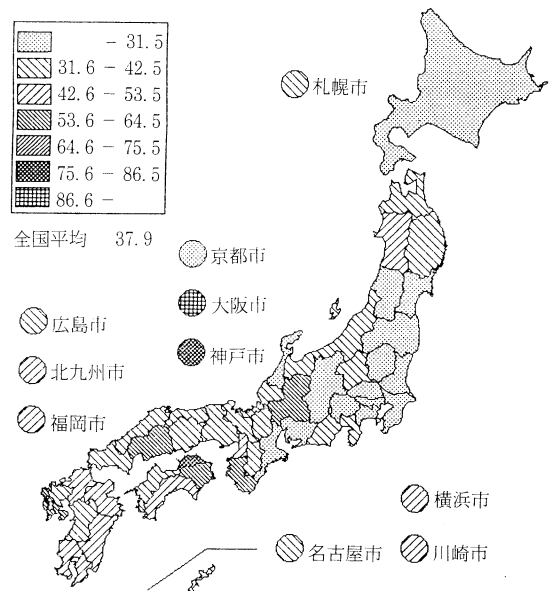 - 31.5
31.6 - 42.5
42.6 - 53.5
53.6 - 64.5
64.6 - 75.5
75.6 - 86.5
86.6 -
全国平均 37.9
札幌市
京都市
大阪市
神戸市
広島市
北九州市
福岡市
横浜市
名古屋市
川崎市